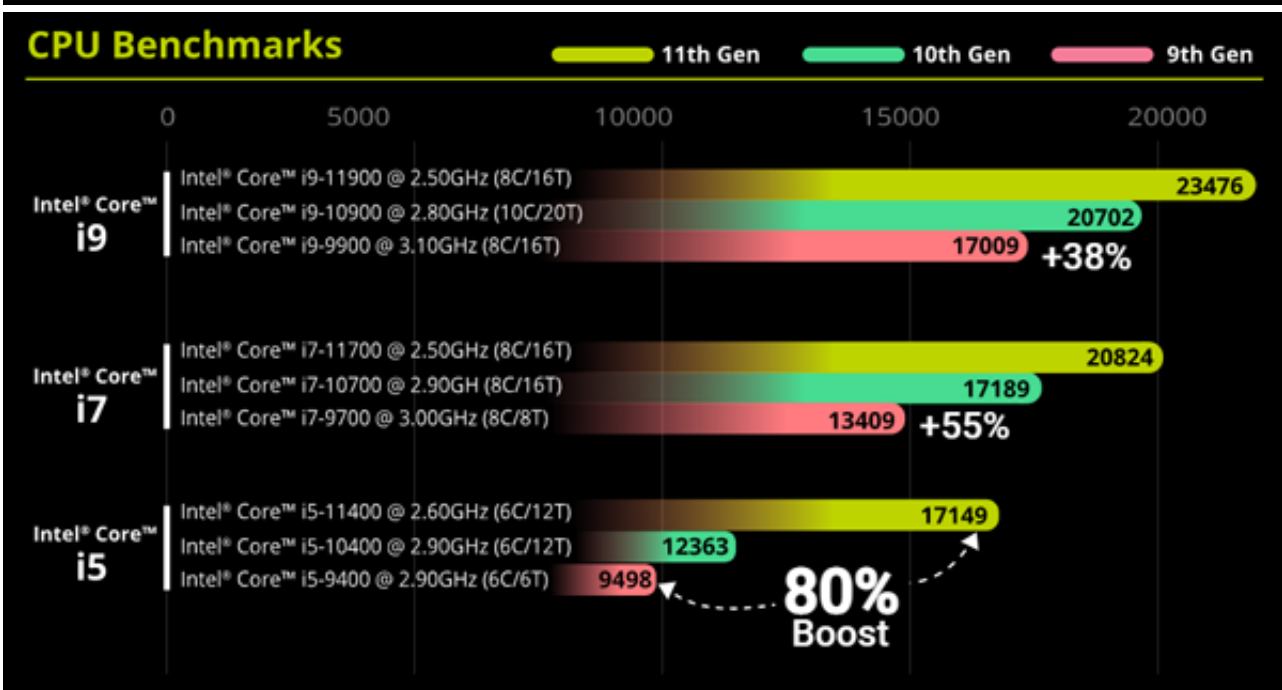 CPU Benchmarks
11th Gen 10th Gen 9th Gen
0 5000 10000 15000 20000
Intel® Core™
i9
Intel® Core™ i9-11900 @ 2.50GHz (8C/16T) 23476
Intel® Core™ i9-10900 @ 2.80GHz (10C/20T) 20702
Intel® Core™ i9-9900 @ 3.10GHz (8C/16T) 17009
+38%
Intel® Core™
i7
Intel® Core™ i7-11700 @ 2.50GHz (8C/16T) 20824
Intel® Core™ i7-10700 @ 2.90GH (8C/16T) 17189
Intel® Core™ i7-9700 @ 3.00GHz (8C/8T) 13409
+55%
Intel® Core™
i5
Intel® Core™ i5-11400 @ 2.60GHz (6C/12T) 17149
Intel® Core™ i5-10400 @ 2.90GHz (6C/12T) 12363
Intel® Core™ i5-9400 @ 2.90GHz (6C/6T) 9498
80%
Boost